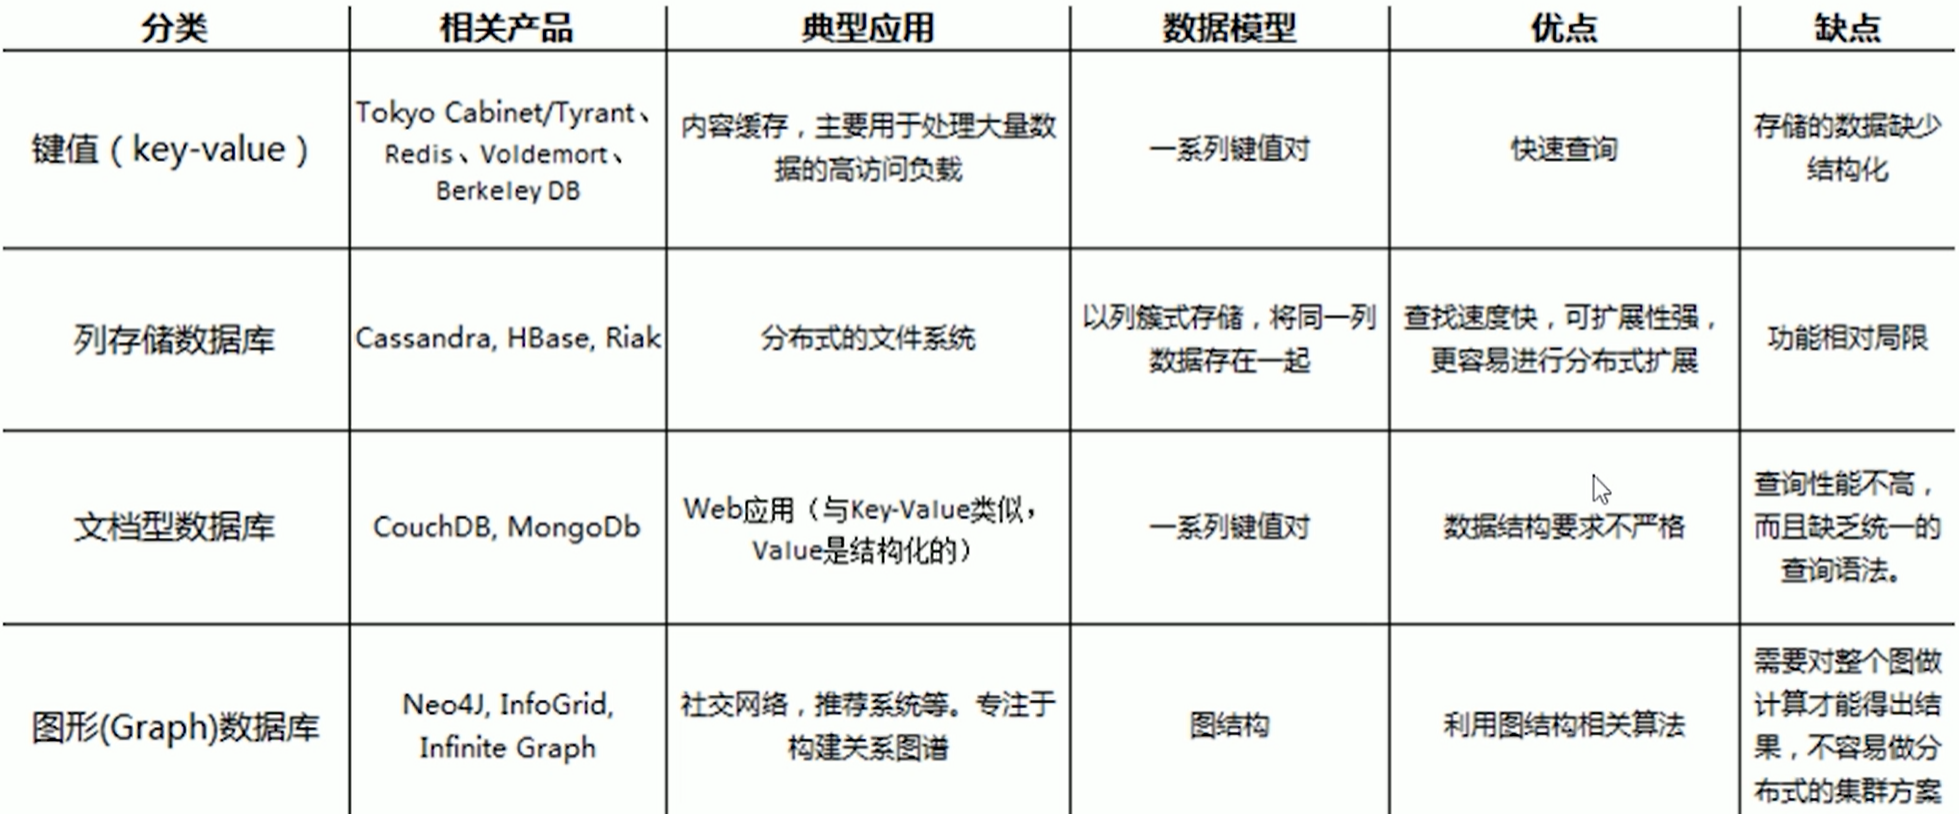 分类 相关产品 典型应用 数据模型 优点 缺点
键值（key-value）
Tokyo Cabinet/Tyrant、
Redis、Voldemort、
Berkeley DB
内容缓存，主要用于处理大量数
据的高访问负载
一系列键值对
快速查询
存储的数据缺少
结构化
列存储数据库
Cassandra, HBase, Riak
分布式的文件系统
以列簇式存储，将同一列
数据存在一起
查找速度快，可扩展性强，
更容易进行分布式扩展
功能相对局限
文档型数据库
CouchDB, MongoDb
Web应用（与Key-Value类似，
Value是结构化的）
一系列键值对
数据结构要求不严格
查询性能不高，
而且缺乏统一的
查询语法。
图形(Graph)数据库
Neo4J, InfoGrid,
Infinite Graph
社交网络，推荐系统等。专注于
构建关系图谱
图结构
利用图结构相关算法
需要对整个图做
计算才能得出结
果，不容易做分
布式的集群方案